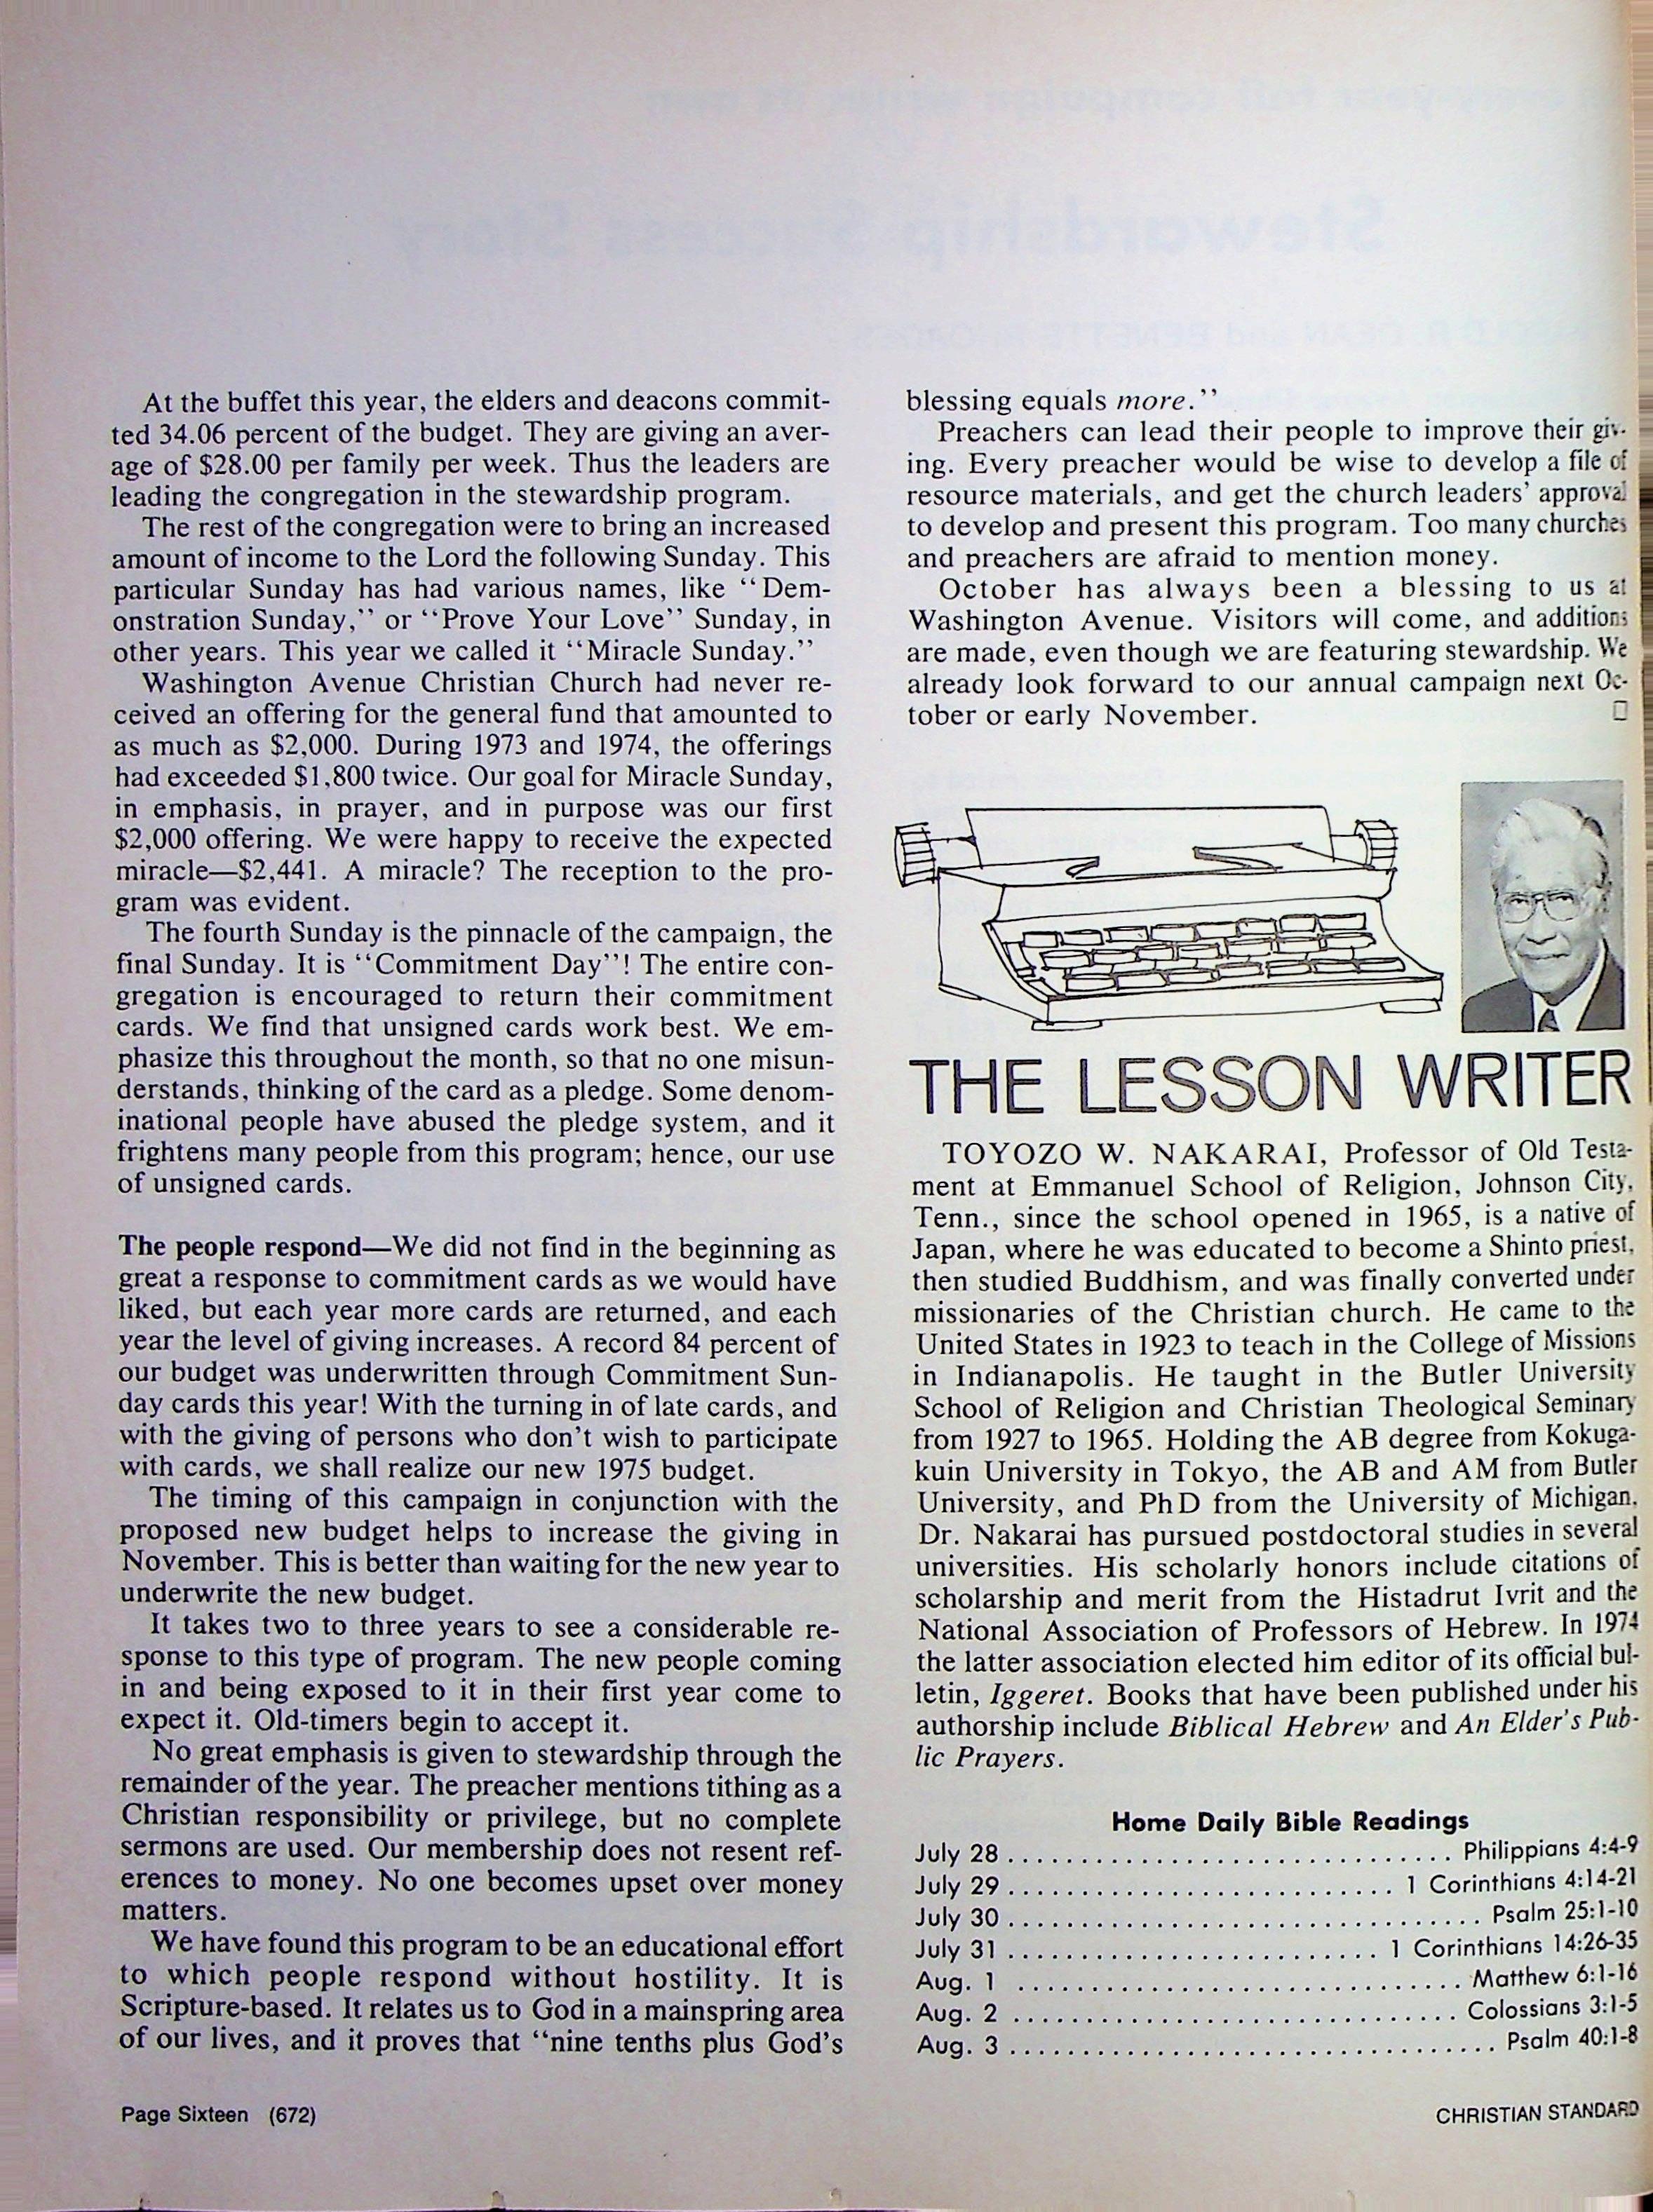 At the buffet this year, the elders and deacons commit-
ted 34.06 percent of the budget. They are giving an aver-
age of $28.00 per family per week. Thus the leaders are
leading the congregation in the stewardship program.
The rest of the congregation were to bring an increased
amount of income to the Lord the following Sunday. This
particular Sunday has had various names, like ‘‘Dem-
onstration Sunday,’’ or ‘‘Prove Your Love’’ Sunday, in
other years. This year we called it ‘‘Miracle Sunday.’’
Washington Avenue Christian Church had never re-
ceived an offering for the general fund that amounted to
as much as $2,000. During 1973 and 1974, the offerings
had exceeded $1,800 twice. Our goal for Miracle Sunday,
in emphasis, in prayer, and in purpose was our first
$2,000 offering. We were happy to receive the expected
miracle—$2,441. A miracle? The reception to the pro-
gram was evident.
The fourth Sunday is the pinnacle of the campaign, the
final Sunday. It is ‘‘Commitment Day’’! The entire con-
gregation is encouraged to return their commitment
cards. We find that unsigned cards work best. We em-
phasize this throughout the month, so that no one misun-
derstands, thinking of the card as a pledge. Some denom-
inational people have abused the pledge system, and it
frightens many people from this program; hence, our use
of unsigned cards.
The people respond—We did not find in the beginning as
great a response to commitment cards as we would have
liked, but each year more cards are returned, and each
year the level of giving increases. A record 84 percent of
our budget was underwritten through Commitment Sun-
day cards this year! With the turning in of late cards, and
with the giving of persons who don’t wish to participate
with cards, we shall realize our new 1975 budget.
The timing of this campaign in conjunction with the
proposed new budget helps to increase the giving in
November. This is better than waiting for the new year to
underwrite the new budget.
It takes two to three years to see a considerable re-
sponse to this type of program. The new people coming
in and being exposed to it in their first year come to
expect it. Old-timers begin to accept it.
No great emphasis is given to stewardship through the
remainder of the year. The preacher mentions tithing as a
Christian responsibility or privilege, but no complete
sermons are used. Our membership does not resent ref-
erences to money. No one becomes upset over money
matters.
We have found this program to be an educational effort
to which people respond without hostility. It is
Scripture-based. It relates us to God in a mainspring area
of our lives, and it proves that ‘‘nine tenths plus God’s
blessing equals more.’’
Preachers can lead their people to improve their giv-
ing. Every preacher would be wise to develop a file of
resource materials, and get the church leaders’ approval
to develop and present this program. Too many churches
and preachers are afraid to mention money.
October has always been a blessing to us at
Washington Avenue. Visitors will come, and additions
are made, even though we are featuring stewardship. We
already look forward to our annual campaign next Oc-
tober or early November. □
THE LESSON WRITER
TOYOZO W. NAKARAI, Professor of Old Testa-
ment at Emmanuel School of Religion, Johnson City,
Tenn., since the school opened in 1965, is a native of
Japan, where he was educated to become a Shinto priest,
then studied Buddhism, and was finally converted under
missionaries of the Christian church. He came to the
United States in 1923 to teach in the College of Missions
in Indianapolis. He taught in the Butler University
School of Religion and Christian Theological Seminary
from 1927 to 1965. Holding the AB degree from Kokuga-
kuin University in Tokyo, the AB and AM from Butler
University, and PhD from the University of Michigan,
Dr. Nakarai has pursued postdoctoral studies in several
universities. His scholarly honors include citations of
scholarship and merit from the Histadrut Ivrit and the
National Association of Professors of Hebrew. In 1974
the latter association elected him editor of its official bul-
letin, Iggeret. Books that have been published under his
authorship include Biblical Hebrew and An Elder’s Pub-
lic Prayers.
Home Daily Bible Readings
July 28 . . . . . . . . . . Philippians 4:4-9
July 29 . . . . . . . . . . 1 Corinthians 4:14-21
July 30 . . . . . . . . . . Psalm 25:1-10
July 31 . . . . . . . . . . 1 Corinthians 14:26-35
Aug. 1 . . . . . . . . . . Matthew 6:1-16
Aug. 2 . . . . . . . . . . Colossians 3:1-5
Aug. 3 . . . . . . . . . . Psalm 40:1-8
Page Sixteen (672)
CHRISTIAN STANDARD